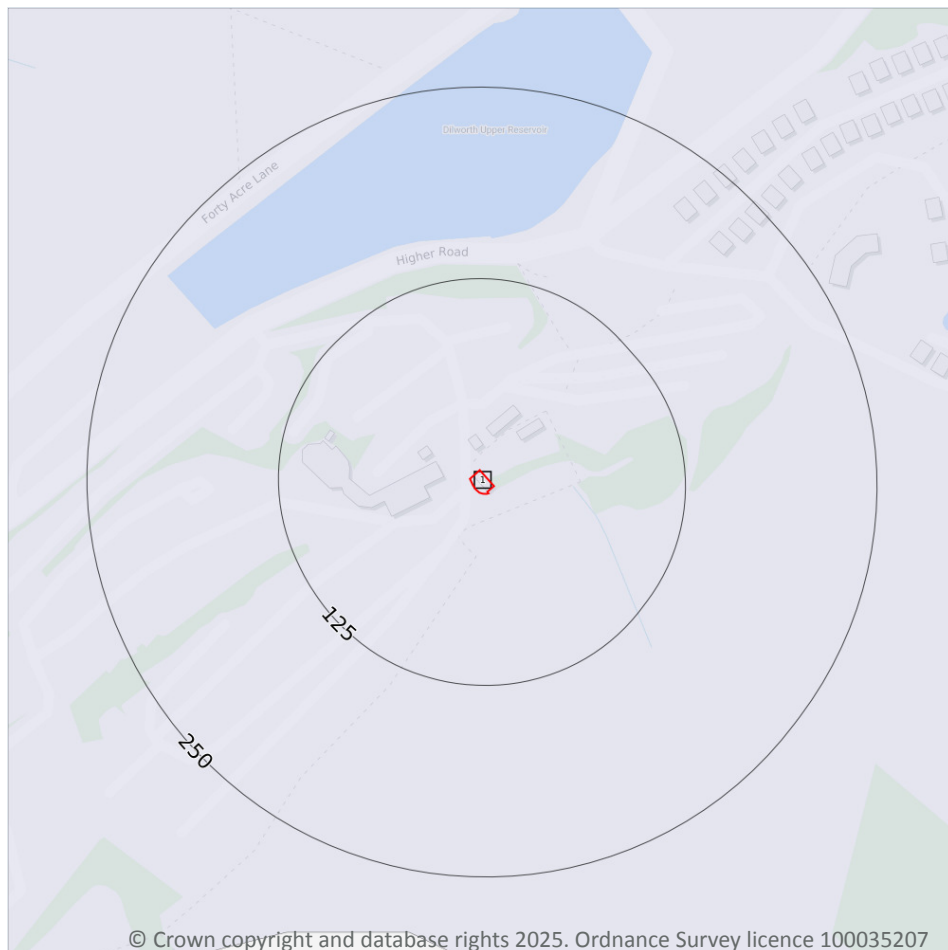 Dilworth Upper Reservoir
Forty Acre Lane
Higher Road
1
125
250
© Crown copyright and database rights 2025. Ordnance Survey licence 100035207